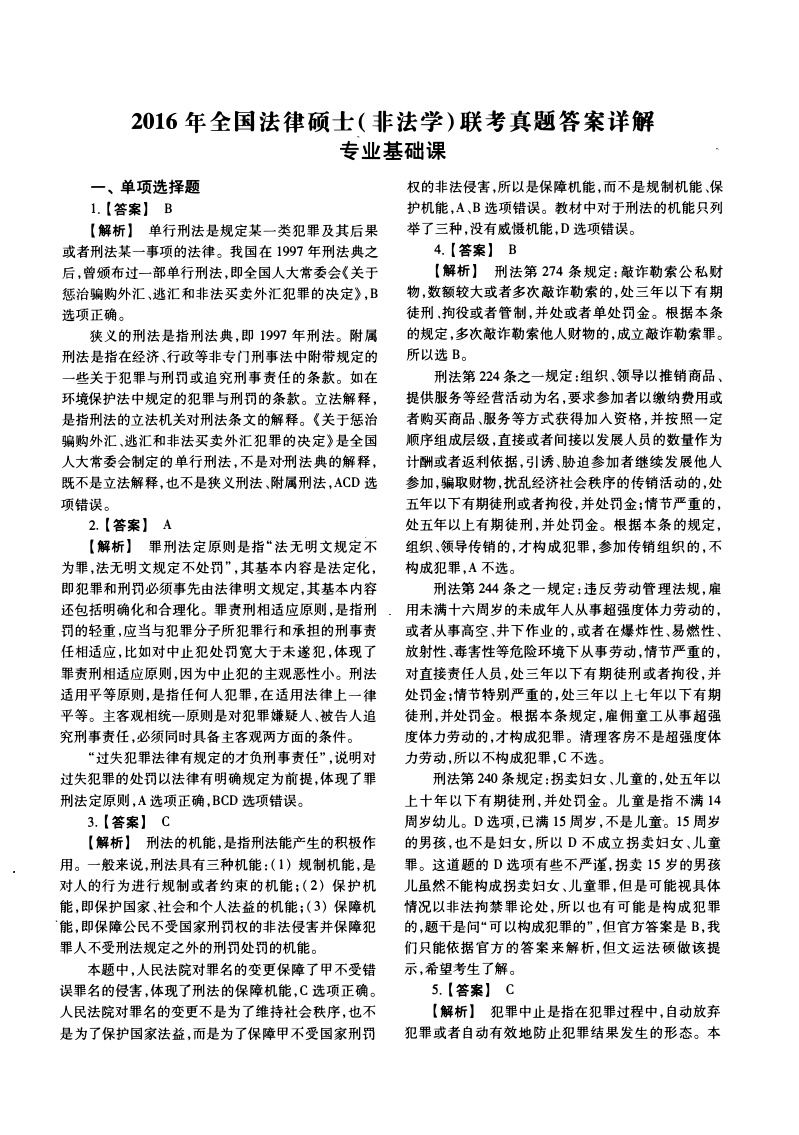 2016 年全国法律硕士(非法学)联考真题答案详解
专业基础课
一、单项选择题
1.【答案】 B
【解析】 单行刑法是规定某一类犯罪及其后果
或者刑法某一事项的法律。我国在 1997 年刑法典之
后,曾颁布过一部单行刑法,即全国人大常委会《关于
惩治骗购外汇、逃汇和非法买卖外汇犯罪的决定》,B
选项正确。
狭义的刑法是指刑法典,即 1997 年刑法。附属
刑法是指在经济、行政等非专门刑事法中附带规定的
一些关于犯罪与刑罚或追究刑事责任的条款。如在
环境保护法中规定的犯罪与刑罚的条款。立法解释,
是指刑法的立法机关对刑法条文的解释。《关于惩治
骗购外汇、逃汇和非法买卖外汇犯罪的决定》是全国
人大常委会制定的单行刑法,不是对刑法典的解释,
既不是立法解释,也不是狭义刑法、附属刑法,ACD 选
项错误。
2.【答案】 A
【解析】 罪刑法定原则是指“法无明文规定不
为罪,法无明文规定不处罚”,其基本内容是法定化,
即犯罪和刑罚必须事先由法律明文规定,其基本内容
还包括明确化和合理化。罪责刑相适应原则,是指刑
罚的轻重,应当与犯罪分子所犯罪行和承担的刑事责
任相适应,比如对中止犯处罚宽大于未遂犯,体现了
罪责刑相适应原则,因为中止犯的主观恶性小。刑法
适用平等原则,是指任何人犯罪,在适用法律上一律
平等。主客观相统一原则是对犯罪嫌疑人、被告人追
究刑事责任,必须同时具备主客观两方面的条件。
“过失犯罪法律有规定的才负刑事责任”,说明对
过失犯罪的处罚以法律有明确规定为前提,体现了罪
刑法定原则,A 选项正确,BCD 选项错误。
3.【答案】 C
【解析】 刑法的机能,是指刑法能产生的积极作
用。一般来说,刑法具有三种机能:(1) 规制机能,是
对人的行为进行规制或者约束的机能;(2) 保护机
能,即保护国家、社会和个人法益的机能;(3) 保障机
能,即保障公民不受国家刑罚权的非法侵害并保障犯
罪人不受刑法规定之外的刑罚处罚的机能。
本题中,人民法院对罪名的变更保障了甲不受错
误罪名的侵害,体现了刑法的保障机能,C 选项正确。
人民法院对罪名的变更不是为了维持社会秩序,也不
是为了保护国家法益,而是为了保障甲不受国家刑罚
权的非法侵害,所以是保障机能,而不是规制机能、保
护机能,A、B 选项错误。教材中对于刑法的机能只列
举了三种,没有威慑机能,D 选项错误。
4.【答案】 B
【解析】 刑法第 274 条规定:敲诈勒索公私财
物,数额较大或者多次敲诈勒索的,处三年以下有期
徒刑、拘役或者管制,并处或者单处罚金。根据本条
的规定,多次敲诈勒索他人财物的,成立敲诈勒索罪。
所以选 B。
刑法第 224 条之一规定:组织、领导以推销商品、
提供服务等经营活动为名,要求参加者以缴纳费用或
者购买商品、服务等方式获得加入资格,并按照一定
顺序组成层级,直接或者间接以发展人员的数量作为
计酬或者返利依据,引诱、胁迫参加者继续发展他人
参加,骗取财物,扰乱经济社会秩序的传销活动的,处
五年以下有期徒刑或者拘役,并处罚金;情节严重的,
处五年以上有期徒刑,并处罚金。根据本条的规定,
组织、领导传销的,才构成犯罪,参加传销组织的,不
构成犯罪,A 不选。
刑法第 244 条之一规定:违反劳动管理法规,雇
用未满十六周岁的未成年人从事超强度体力劳动的,
或者从事高空、井下作业的,或者在爆炸性、易燃性、
放射性、毒害性等危险环境下从事劳动,情节严重的,
对直接责任人员,处三年以下有期徒刑或者拘役,并
处罚金;情节特别严重的,处三年以上七年以下有期
徒刑,并处罚金。根据本条规定,雇佣童工从事超强
度体力劳动的,才构成犯罪。清理客房不是超强度体
力劳动,所以不构成犯罪,C 不选。
刑法第 240 条规定:拐卖妇女、儿童的,处五年以
上十年以下有期徒刑,并处罚金。儿童是指不满 14
周岁幼儿。D 选项,已满 15 周岁,不是儿童。15 周岁
的男孩,也不是妇女,所以 D 不成立拐卖妇女、儿童
罪。这道题的 D 选项有些不严谨,拐卖 15 岁的男孩
儿虽然不能构成拐卖妇女、儿童罪,但是可能视具体
情况以非法拘禁罪论处,所以也有可能是构成犯罪
的,题干是问“可以构成犯罪的”,但官方答案是 B,我
们只能依据官方的答案来解析,但文运法硕做该提
示,希望考生了解。
5.【答案】 C
【解析】 犯罪中止是指在犯罪过程中,自动放弃
犯罪或者自动有效地防止犯罪结果发生的形态。本